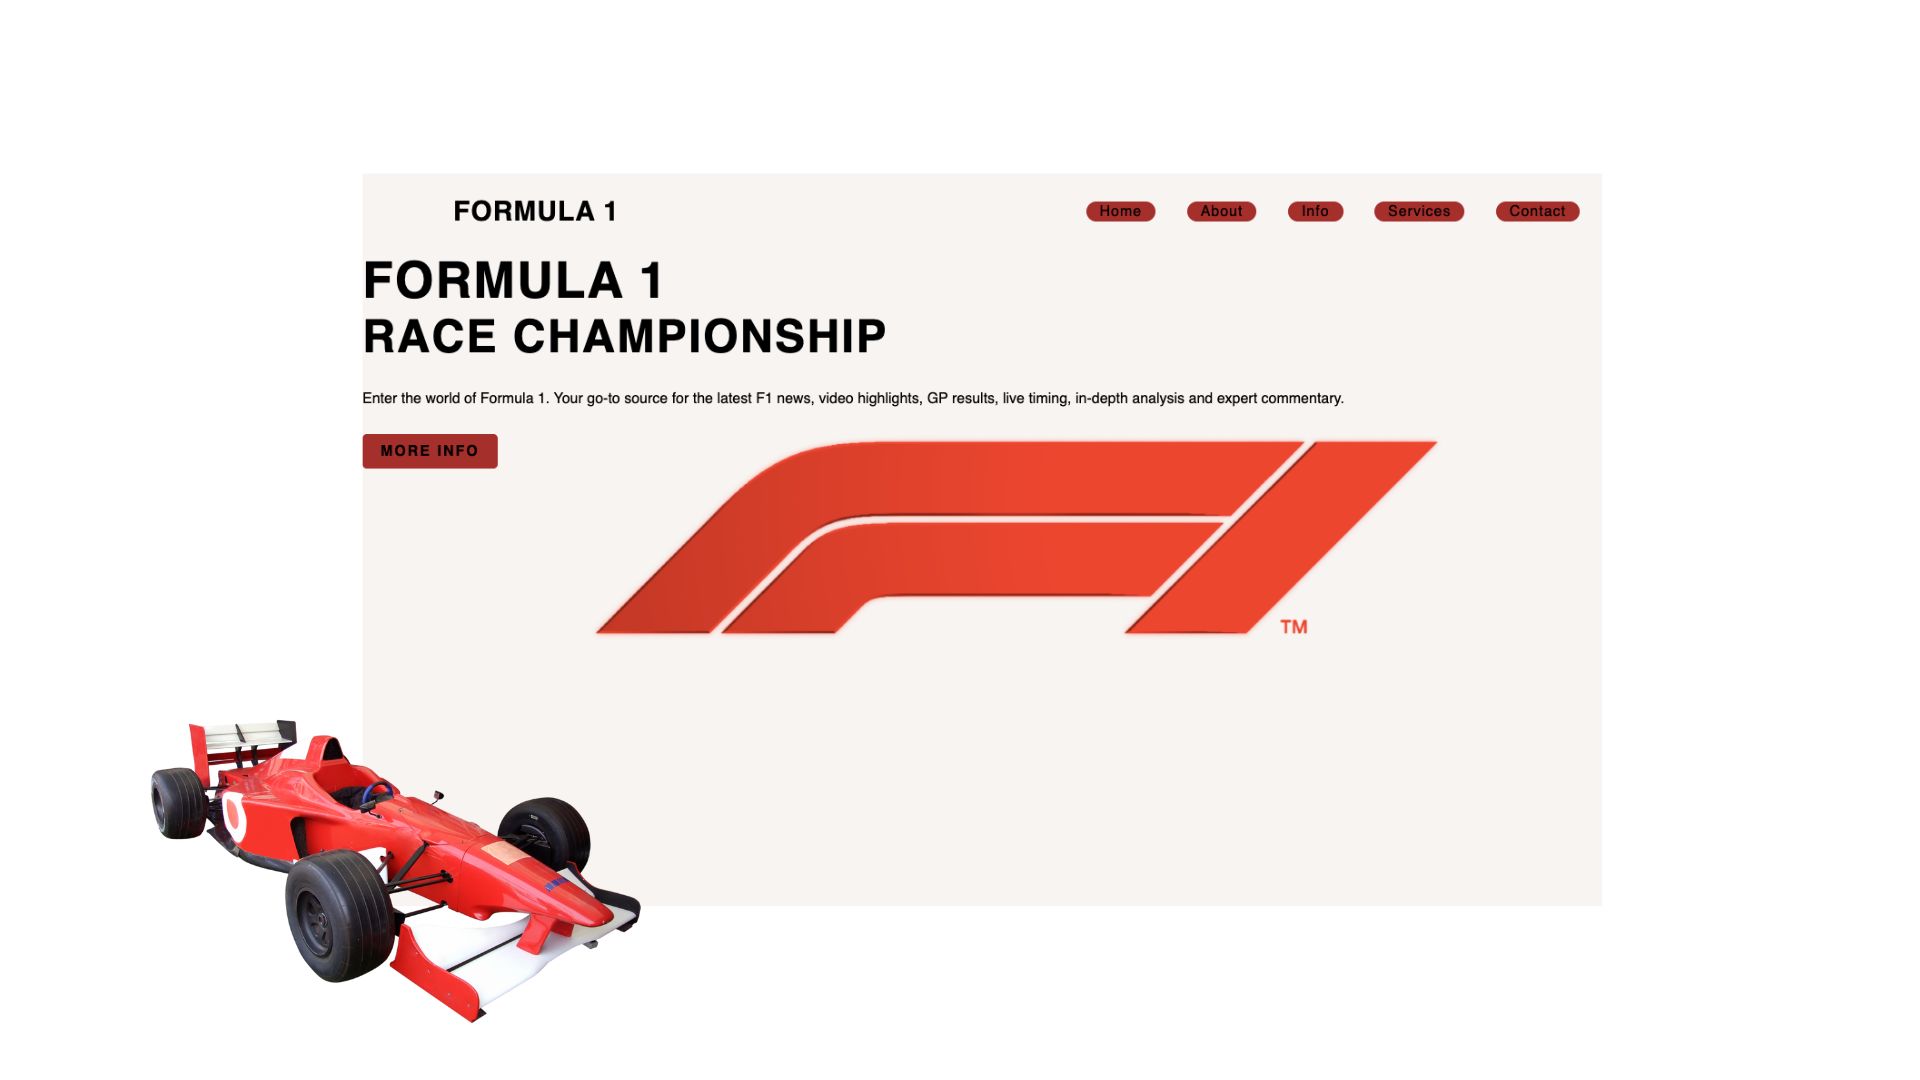 FORMULA 1
Home About Info Services Contact
FORMULA 1
RACE CHAMPIONSHIP
Enter the world of Formula 1. Your go-to source for the latest F1 news, video highlights, GP results, live timing, in-depth analysis and expert commentary.
MORE INFO
F1
TM